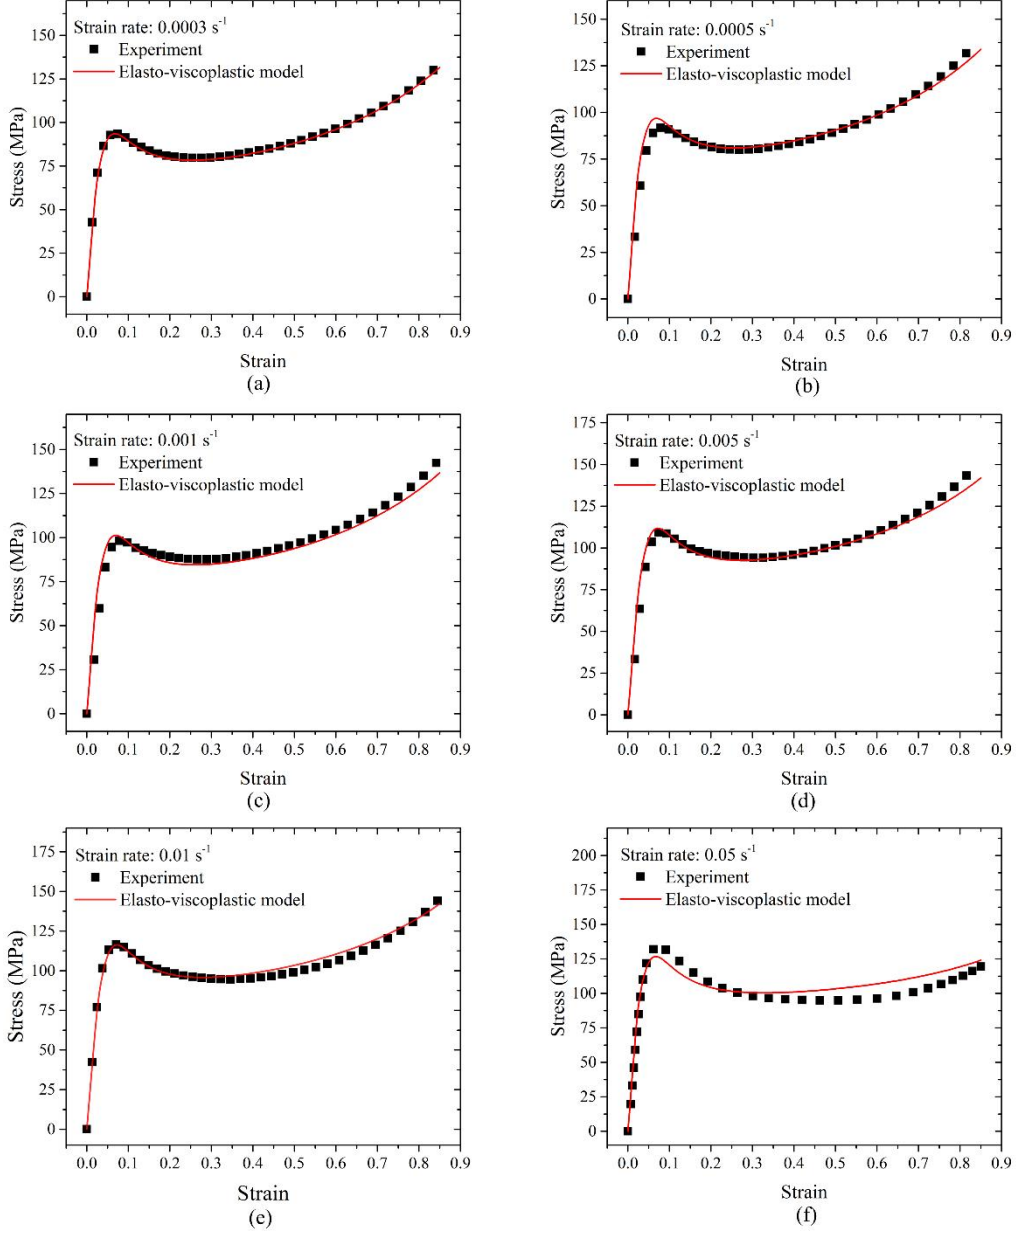 Strain rate: 0.0003 s⁻¹
Experiment
Elasto-viscoplastic model
150
125
100
75
50
25
0
Stress (MPa)
0.0 0.1 0.2 0.3 0.4 0.5 0.6 0.7 0.8 0.9
Strain
(a)
Strain rate: 0.0005 s⁻¹
Experiment
Elasto-viscoplastic model
150
125
100
75
50
25
0
Stress (MPa)
0.0 0.1 0.2 0.3 0.4 0.5 0.6 0.7 0.8 0.9
Strain
(b)
Strain rate: 0.001 s⁻¹
Experiment
Elasto-viscoplastic model
150
125
100
75
50
25
0
Stress (MPa)
0.0 0.1 0.2 0.3 0.4 0.5 0.6 0.7 0.8 0.9
Strain
(c)
Strain rate: 0.005 s⁻¹
Experiment
Elasto-viscoplastic model
175
150
125
100
75
50
25
0
Stress (MPa)
0.0 0.1 0.2 0.3 0.4 0.5 0.6 0.7 0.8 0.9
Strain
(d)
Strain rate: 0.01 s⁻¹
Experiment
Elasto-viscoplastic model
175
150
125
100
75
50
25
0
Stress (MPa)
0.0 0.1 0.2 0.3 0.4 0.5 0.6 0.7 0.8 0.9
Strain
(e)
Strain rate: 0.05 s⁻¹
Experiment
Elasto-viscoplastic model
200
175
150
125
100
75
50
25
0
Stress (MPa)
0.0 0.1 0.2 0.3 0.4 0.5 0.6 0.7 0.8 0.9
Strain
(f)